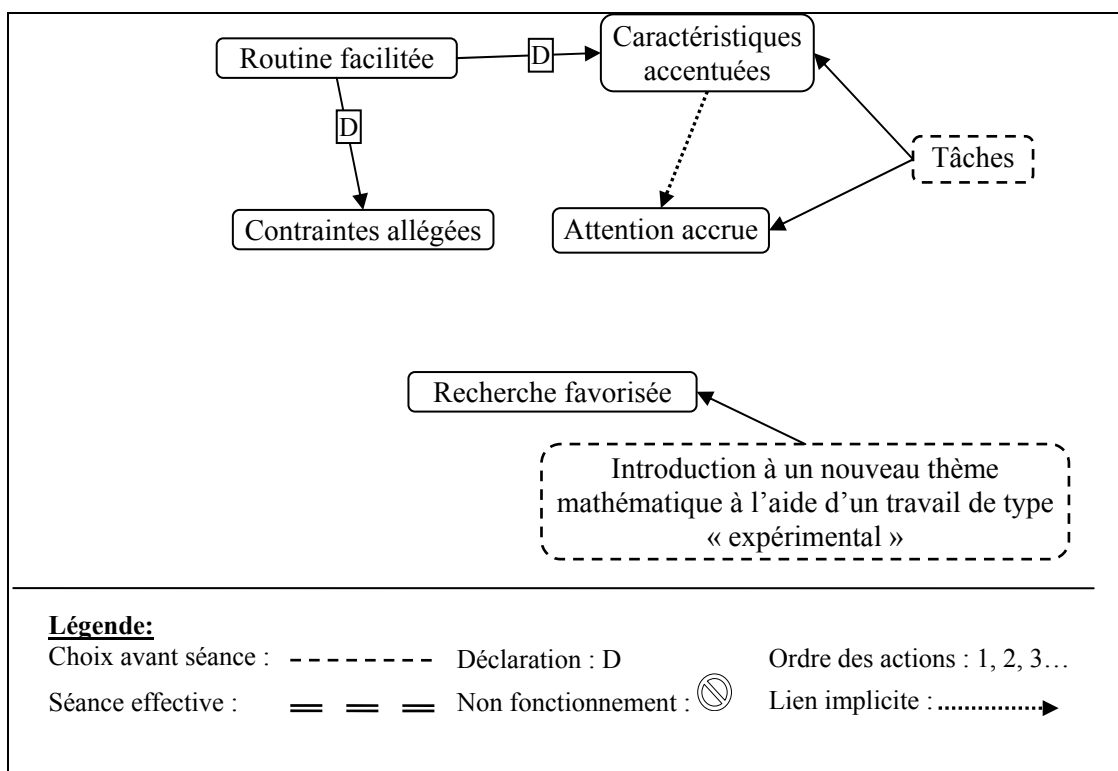 Routine facilitée
D
Caractéristiques
accentuées
D
Tâches
Contraintes allégées
Attention accrue
Recherche favorisée
Introduction à un nouveau thème
mathématique à l’aide d’un travail de type
« expérimental »
Légende:
Choix avant séance :
Déclaration : D
Ordre des actions : 1, 2, 3…
Séance effective :
Non fonctionnement :
Lien implicite :